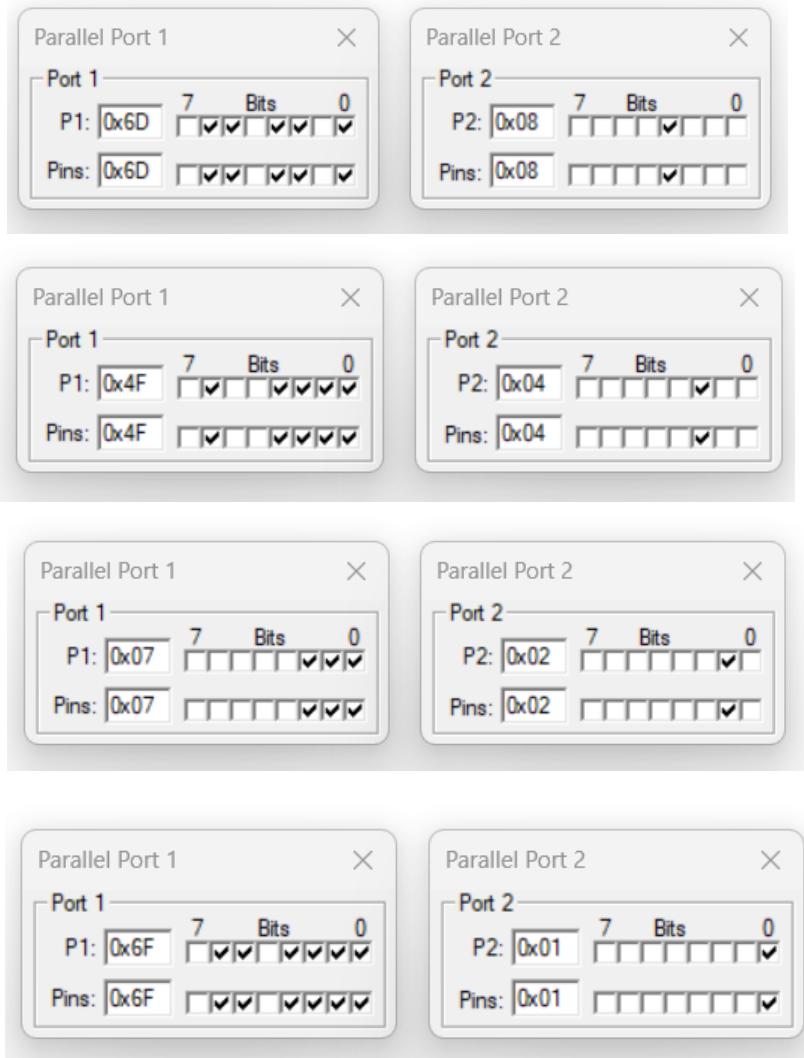 Parallel Port 1
Port 1
7 Bits 0
P1: 0x6D
Pins: 0x6D
Parallel Port 2
Port 2
7 Bits 0
P2: 0x08
Pins: 0x08
Parallel Port 1
Port 1
7 Bits 0
P1: 0x4F
Pins: 0x4F
Parallel Port 2
Port 2
7 Bits 0
P2: 0x04
Pins: 0x04
Parallel Port 1
Port 1
7 Bits 0
P1: 0x07
Pins: 0x07
Parallel Port 2
Port 2
7 Bits 0
P2: 0x02
Pins: 0x02
Parallel Port 1
Port 1
7 Bits 0
P1: 0x6F
Pins: 0x6F
Parallel Port 2
Port 2
7 Bits 0
P2: 0x01
Pins: 0x01